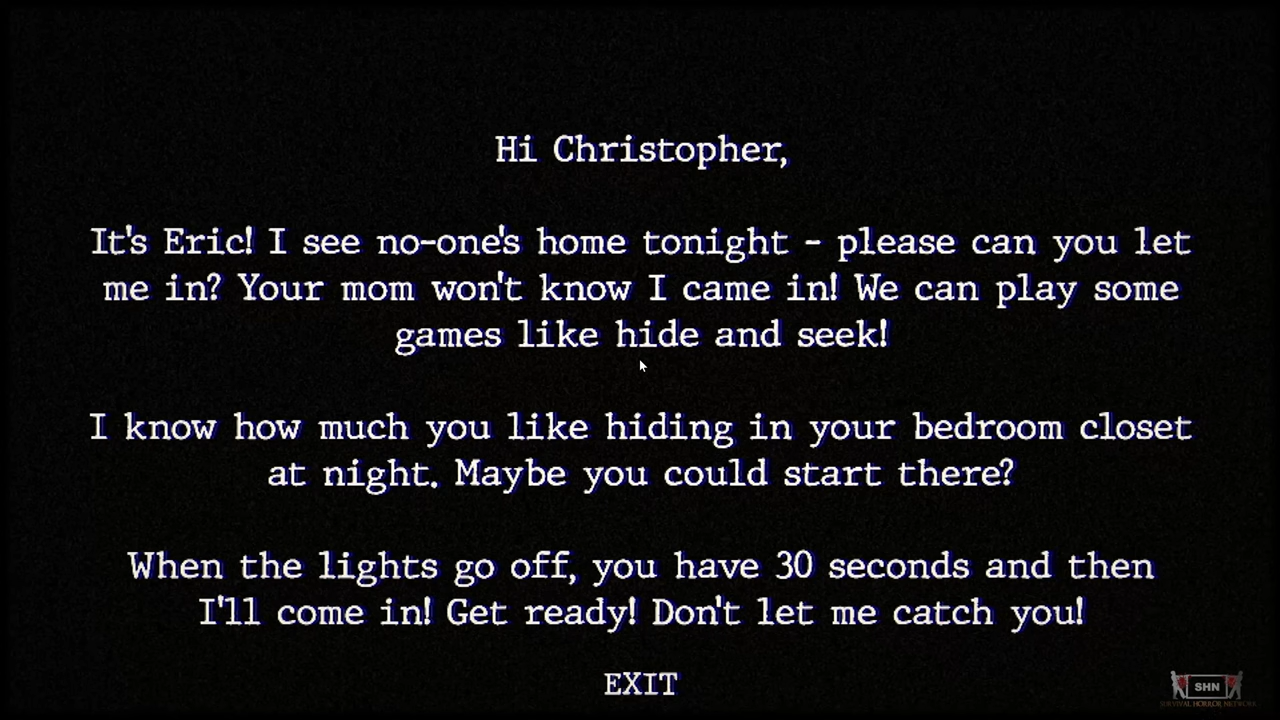 Hi Christopher,
It's Eric! I see no-one's home tonight - please can you let
me in? Your mom won't know I came in! We can play some
games like hide and seek!
I know how much you like hiding in your bedroom closet
at night. Maybe you could start there?
When the lights go off, you have 30 seconds and then
I'll come in! Get ready! Don't let me catch you!
EXIT
SHN
SURVIVAL HORROR NETWORK